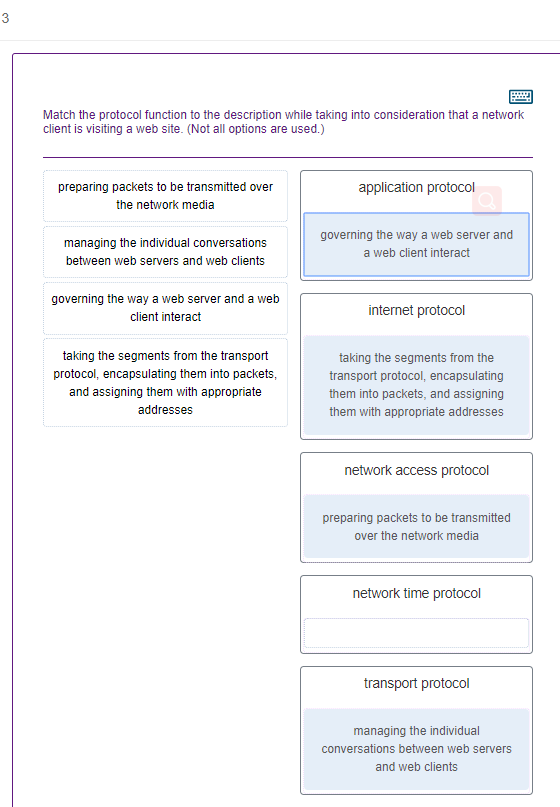 3
Match the protocol function to the description while taking into consideration that a network
client is visiting a web site. (Not all options are used.)
preparing packets to be transmitted over
the network media
managing the individual conversations
between web servers and web clients
governing the way a web server and a web
client interact
taking the segments from the transport
protocol, encapsulating them into packets,
and assigning them with appropriate
addresses
application protocol
governing the way a web server and
a web client interact
internet protocol
taking the segments from the
transport protocol, encapsulating
them into packets, and assigning
them with appropriate addresses
network access protocol
preparing packets to be transmitted
over the network media
network time protocol
transport protocol
managing the individual
conversations between web servers
and web clients